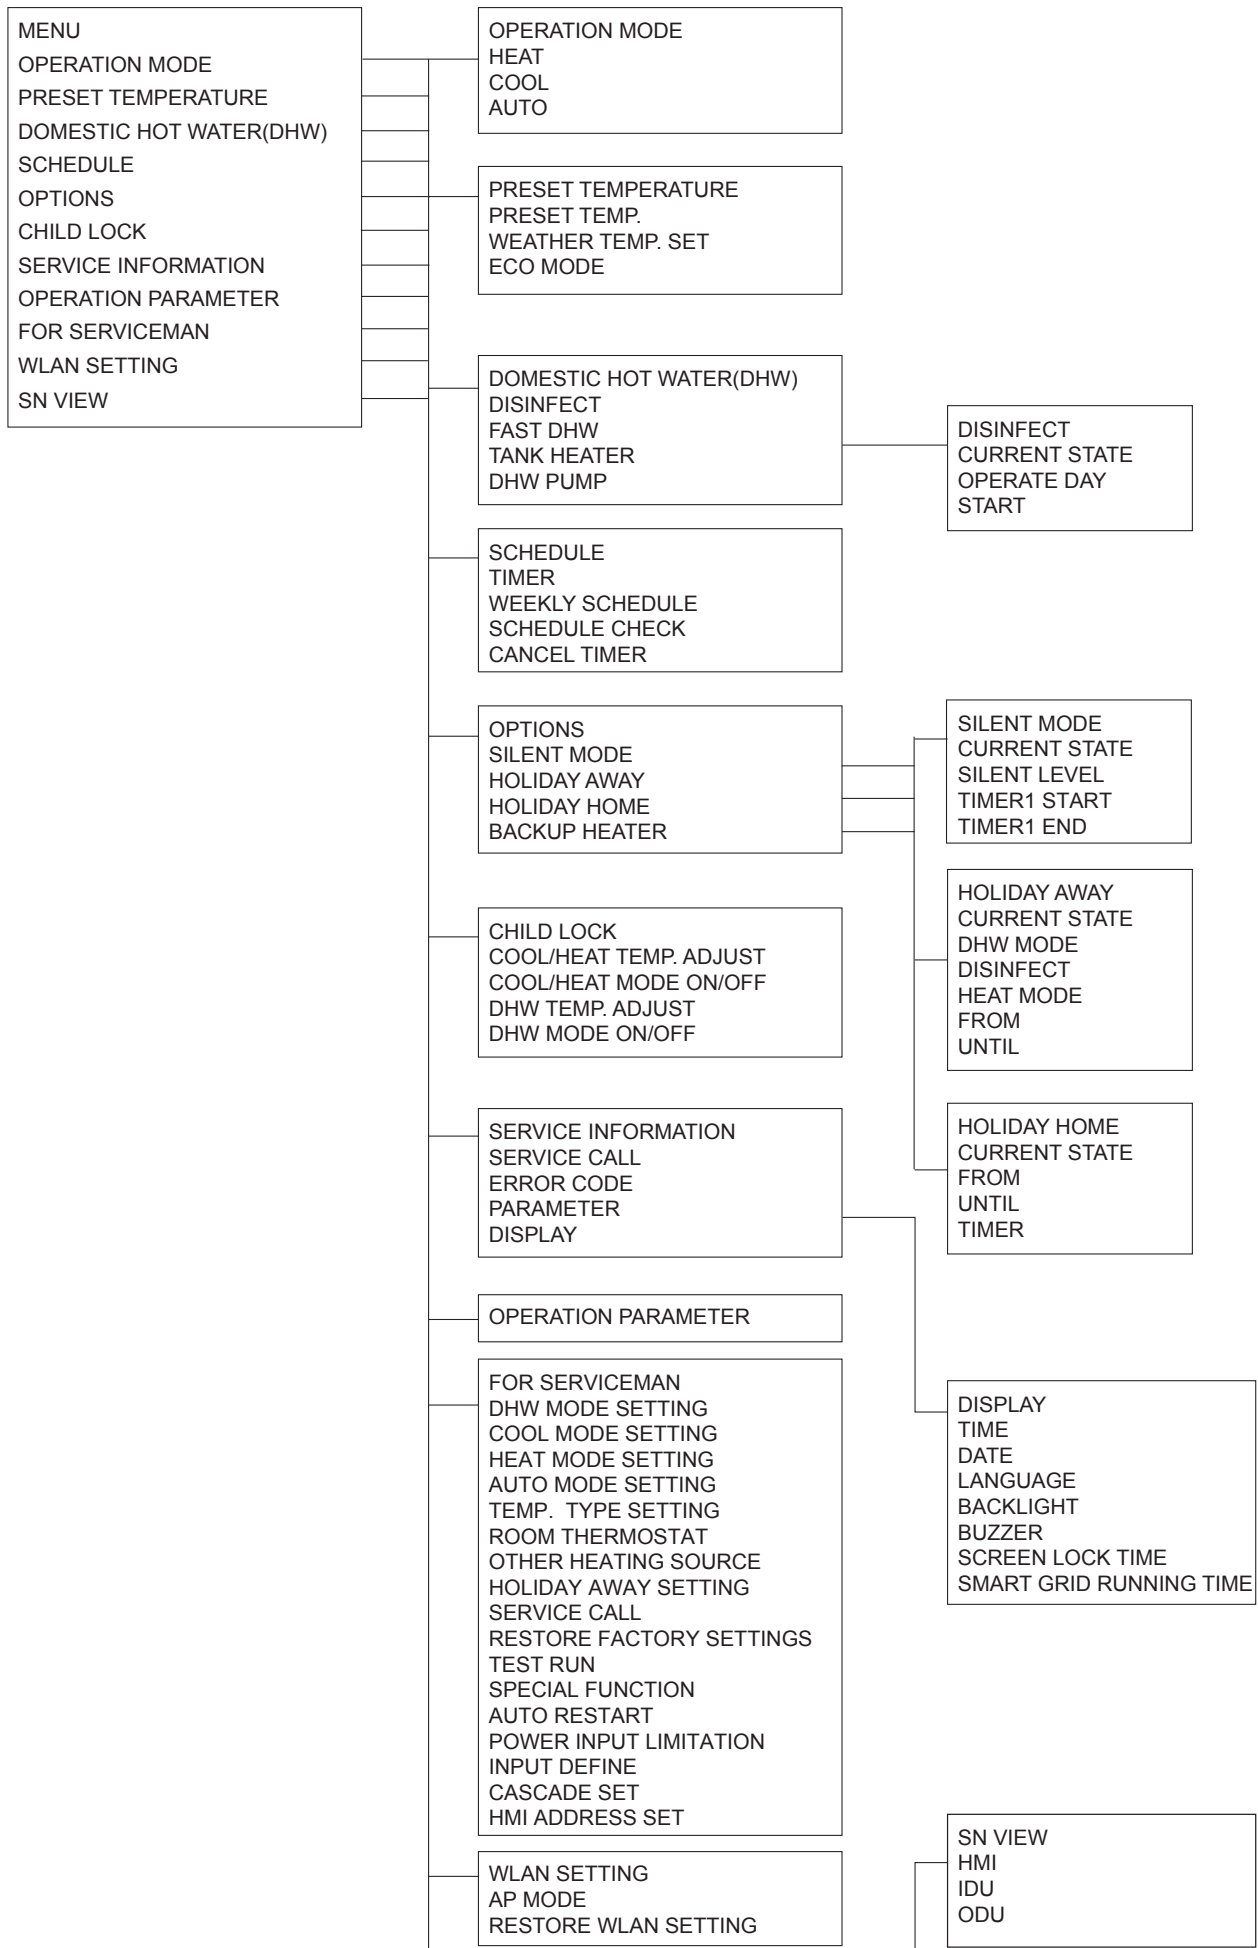 MENU
OPERATION MODE
PRESET TEMPERATURE
DOMESTIC HOT WATER(DHW)
SCHEDULE
OPTIONS
CHILD LOCK
SERVICE INFORMATION
OPERATION PARAMETER
FOR SERVICEMAN
WLAN SETTING
SN VIEW
OPERATION MODE
HEAT
COOL
AUTO
PRESET TEMPERATURE
PRESET TEMP.
WEATHER TEMP. SET
ECO MODE
DOMESTIC HOT WATER(DHW)
DISINFECT
FAST DHW
TANK HEATER
DHW PUMP
DISINFECT
CURRENT STATE
OPERATE DAY
START
SCHEDULE
TIMER
WEEKLY SCHEDULE
SCHEDULE CHECK
CANCEL TIMER
OPTIONS
SILENT MODE
HOLIDAY AWAY
HOLIDAY HOME
BACKUP HEATER
SILENT MODE
CURRENT STATE
SILENT LEVEL
TIMER1 START
TIMER1 END
HOLIDAY AWAY
CURRENT STATE
DHW MODE
DISINFECT
HEAT MODE
FROM
UNTIL
HOLIDAY HOME
CURRENT STATE
FROM
UNTIL
TIMER
CHILD LOCK
COOL/HEAT TEMP. ADJUST
COOL/HEAT MODE ON/OFF
DHW TEMP. ADJUST
DHW MODE ON/OFF
SERVICE INFORMATION
SERVICE CALL
ERROR CODE
PARAMETER
DISPLAY
DISPLAY
TIME
DATE
LANGUAGE
BACKLIGHT
BUZZER
SCREEN LOCK TIME
SMART GRID RUNNING TIME
OPERATION PARAMETER
FOR SERVICEMAN
DHW MODE SETTING
COOL MODE SETTING
HEAT MODE SETTING
AUTO MODE SETTING
TEMP. TYPE SETTING
ROOM THERMOSTAT
OTHER HEATING SOURCE
HOLIDAY AWAY SETTING
SERVICE CALL
RESTORE FACTORY SETTINGS
TEST RUN
SPECIAL FUNCTION
AUTO RESTART
POWER INPUT LIMITATION
INPUT DEFINE
CASCADE SET
HMI ADDRESS SET
WLAN SETTING
AP MODE
RESTORE WLAN SETTING
SN VIEW
HMI
IDU
ODU